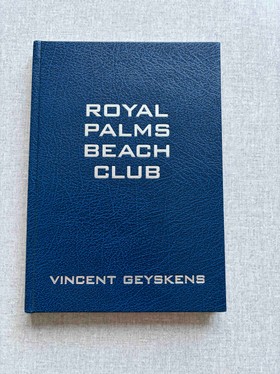 ROYAL
PALMS
BEACH
CLUB
VINCENT GEYSKENS